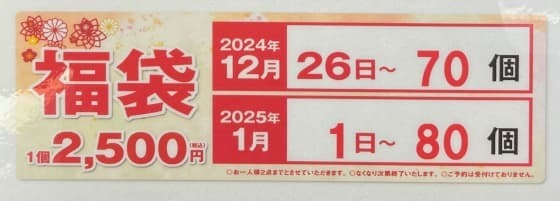 福袋
1個2,500円(税込)
2024年
12月 26日～ 70 個
2025年
1月 1日～ 80 個
◎お一人様2点までとさせていただきます。◎なくなり次第終了いたします。◎ご予約は受付けておりません。